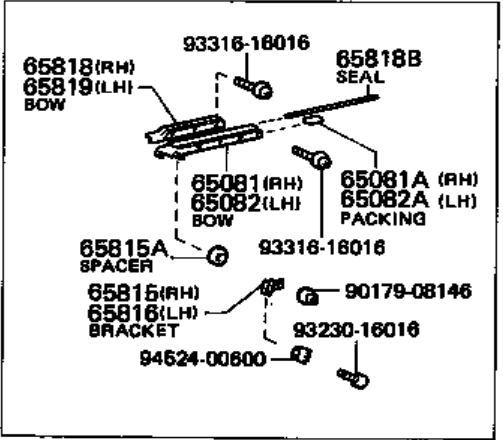 93316-16016
65818(RH)
65819(LH)
BOW
65818B
SEAL
65081(RH)
65082(LH)
BOW
65081A (RH)
65082A (LH)
PACKING
65815A
SPACER
93316-16016
65815(RH)
65816(LH)
BRACKET
90179-08146
93230-16016
94524-00600